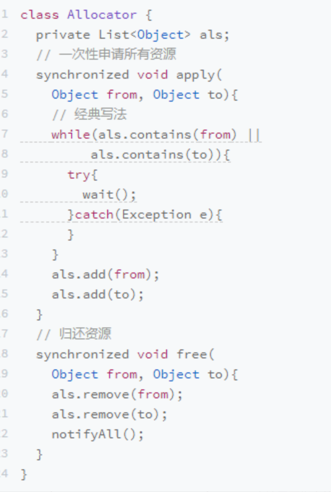 1 class Allocator {
2   private List<Object> als;
3   // 一次性申请所有资源
4   synchronized void apply(
5     Object from, Object to){
6     // 经典写法
7     while(als.contains(from) ||
8          als.contains(to)){
9       try{
0         wait();
1       }catch(Exception e){
2       }
3     }
4     als.add(from);
5     als.add(to);
6   }
7   // 归还资源
8   synchronized void free(
9     Object from, Object to){
0     als.remove(from);
1     als.remove(to);
2     notifyAll();
3   }
4 }